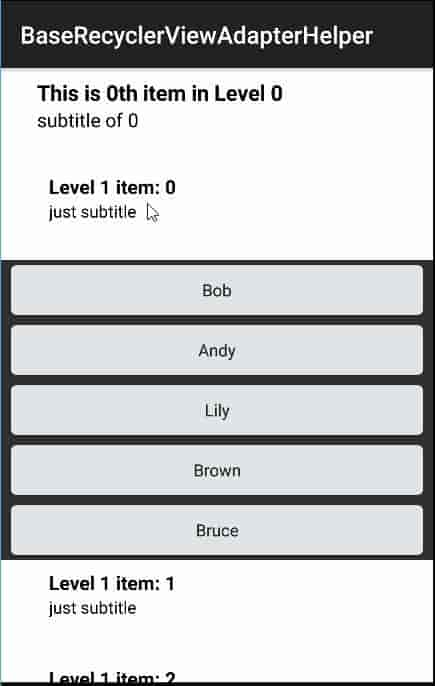 BaseRecyclerViewAdapterHelper
This is 0th item in Level 0
subtitle of 0
Level 1 item: 0
just subtitle
Bob
Andy
Lily
Brown
Bruce
Level 1 item: 1
just subtitle
Level 1 item: 2